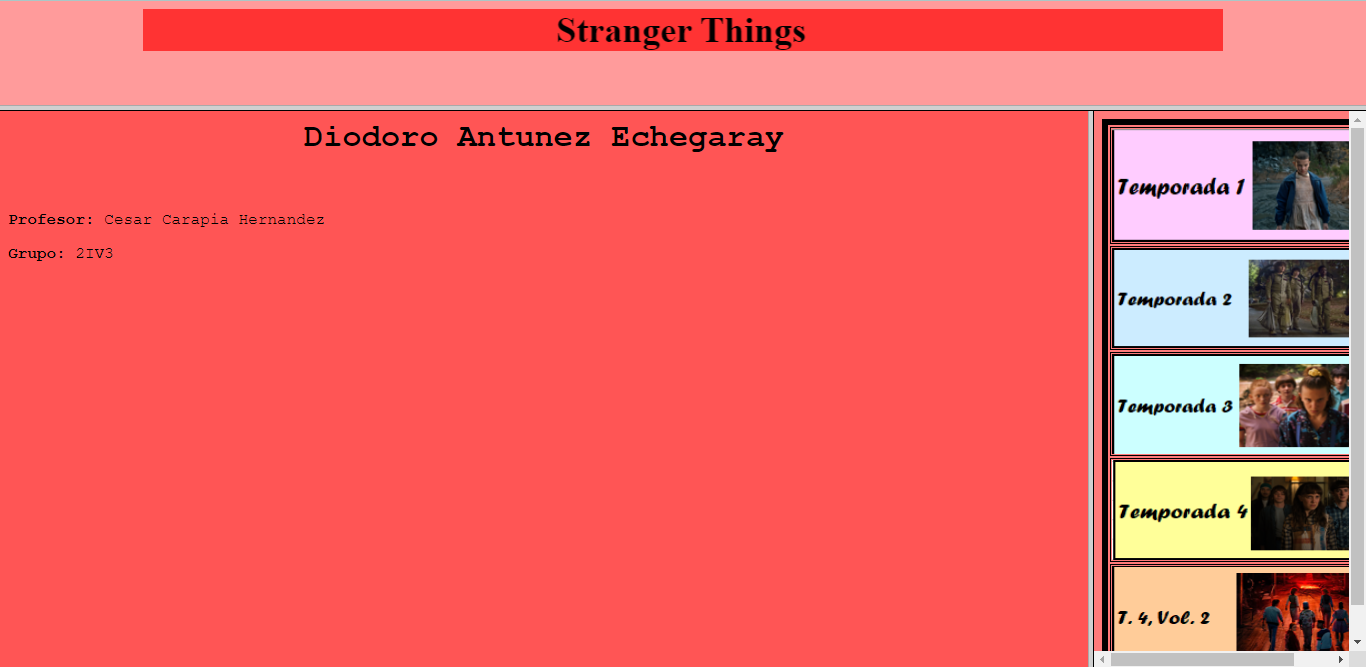 Stranger Things
Diodoro Antunez Echegaray
Profesor: Cesar Carapia Hernandez
Grupo: 2IV3
Temporada 1
Temporada 2
Temporada 3
Temporada 4
T. 4, Vol. 2